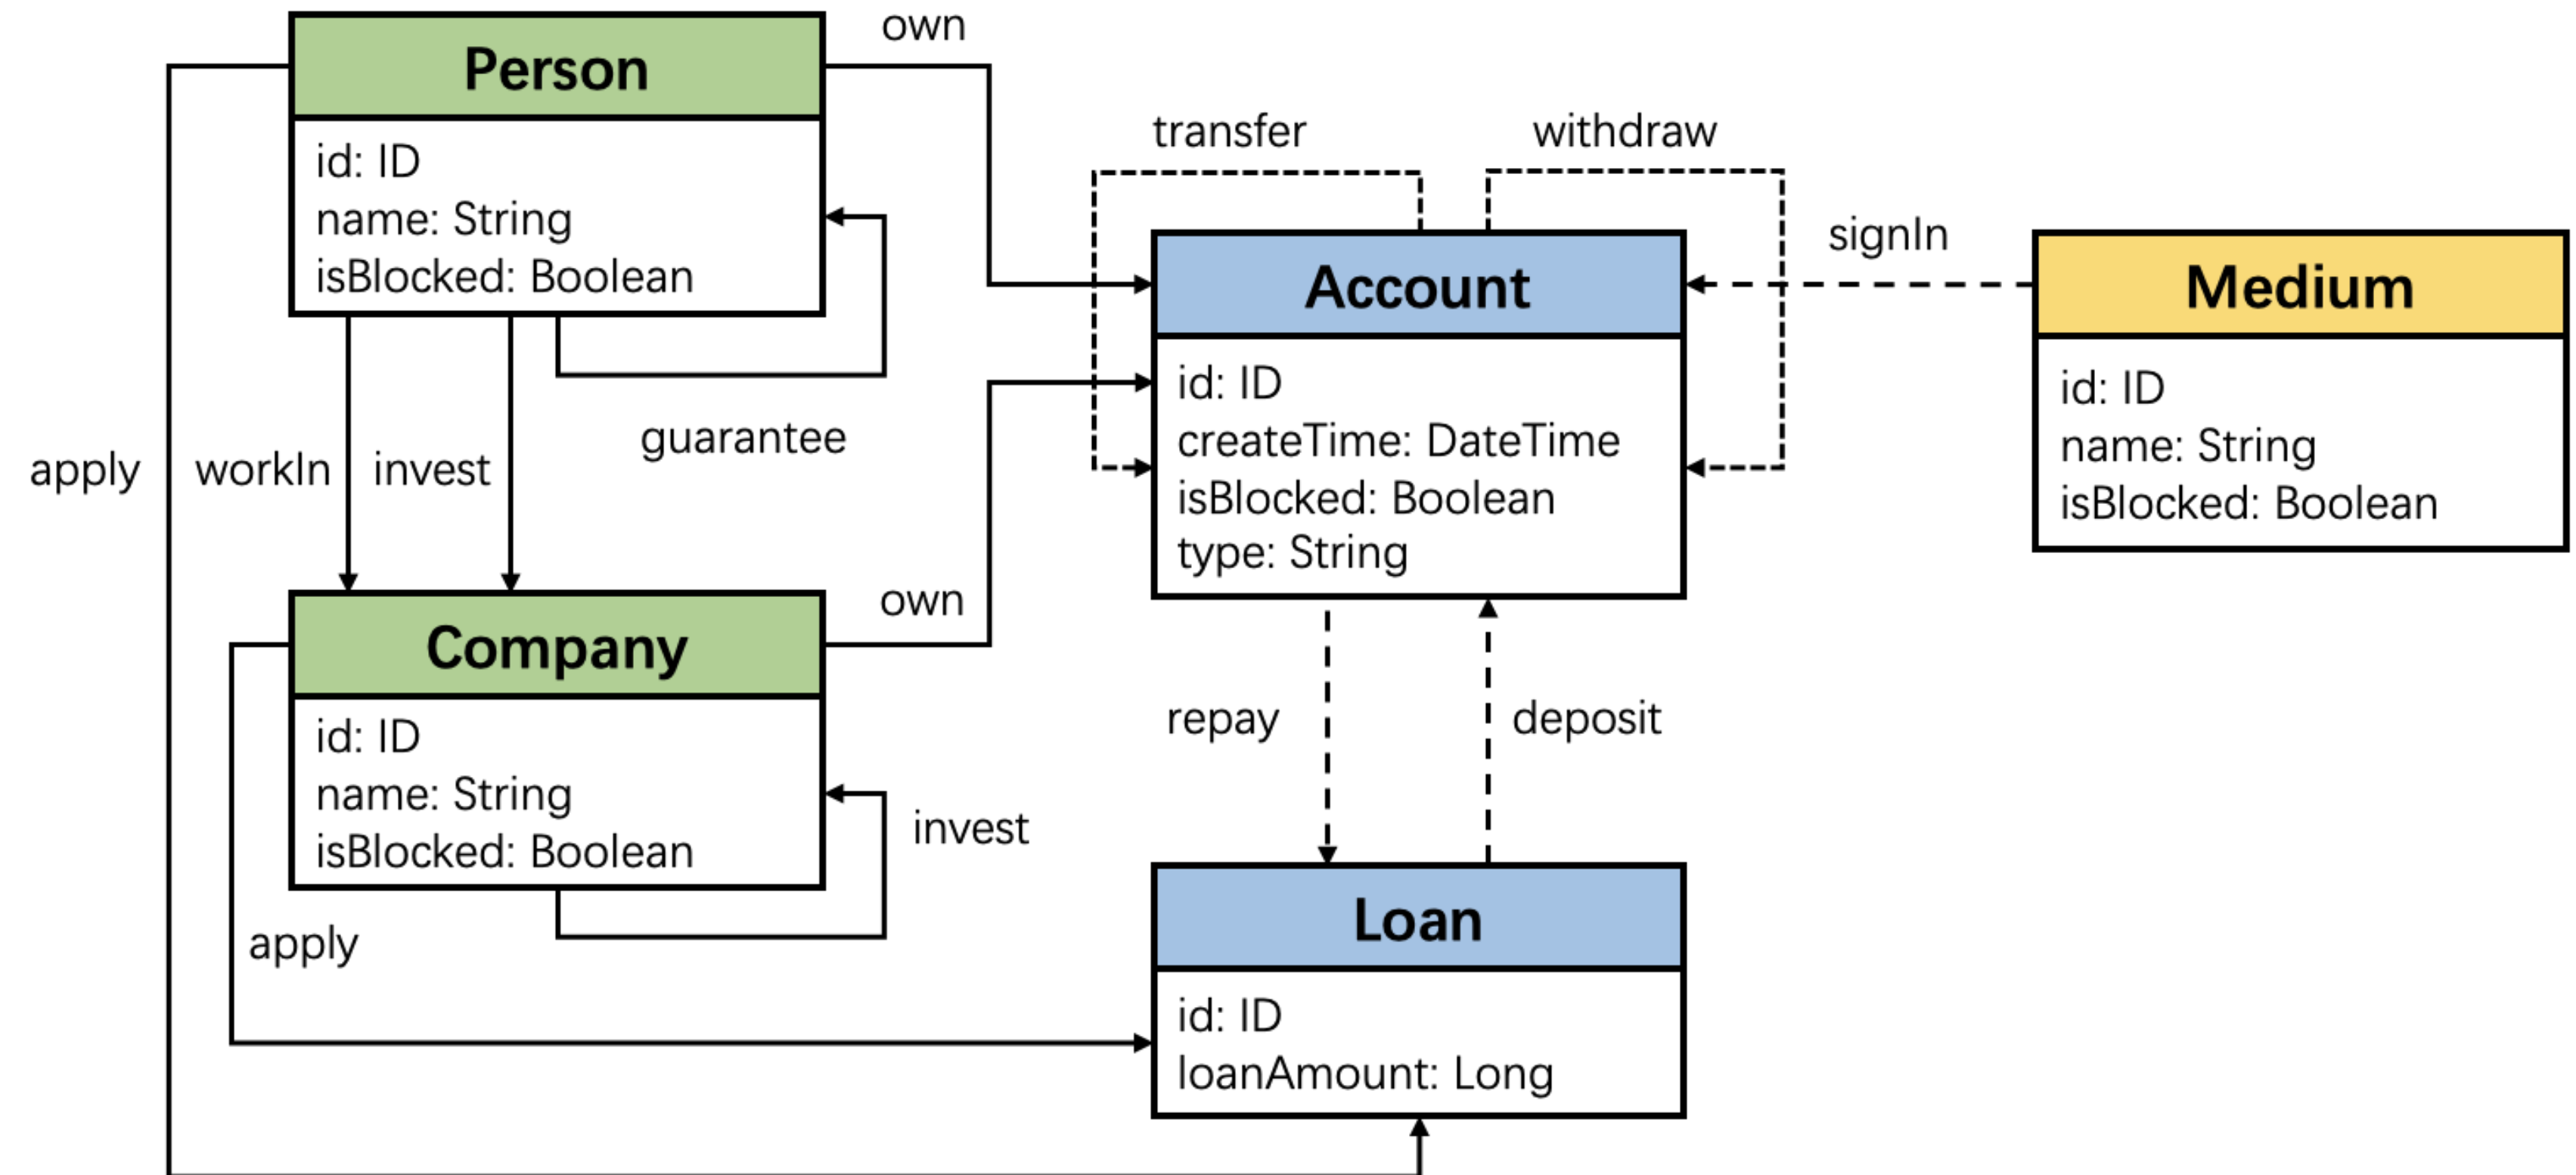 own
Person
id: ID
name: String
isBlocked: Boolean
transfer
withdraw
signIn
Account
id: ID
createTime: DateTime
isBlocked: Boolean
type: String
Medium
id: ID
name: String
isBlocked: Boolean
apply
workIn
invest
guarantee
own
Company
id: ID
name: String
isBlocked: Boolean
invest
apply
repay
deposit
Loan
id: ID
loanAmount: Long